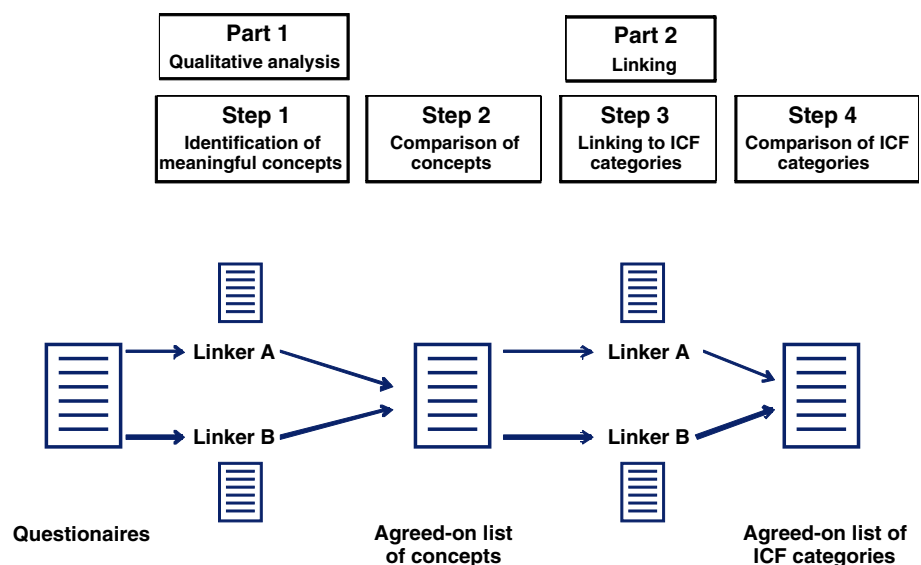 Part 1
Qualitative analysis
Part 2
Linking
Step 1
Identification of
meaningful concepts
Step 2
Comparison of
concepts
Step 3
Linking to ICF
categories
Step 4
Comparison of ICF
categories
Linker A
Linker B
Linker A
Linker B
Questionaires
Agreed-on list
of concepts
Agreed-on list of
ICF categories